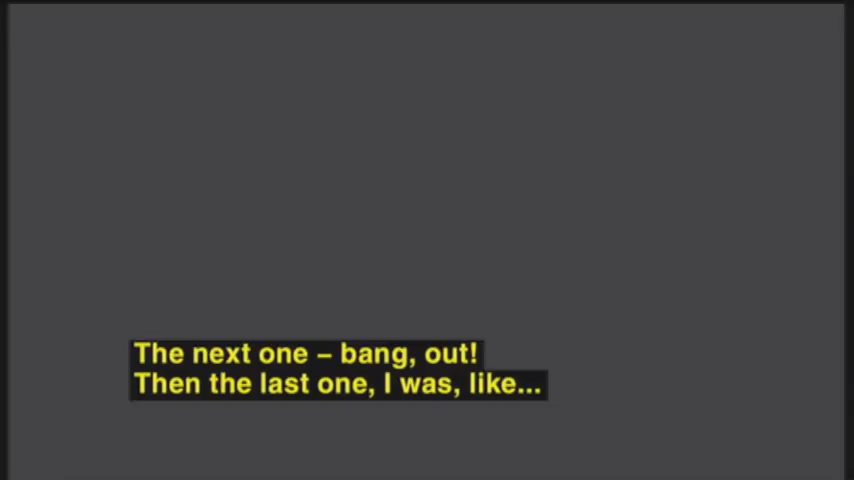 The next one – bang, out!
Then the last one, I was, like...